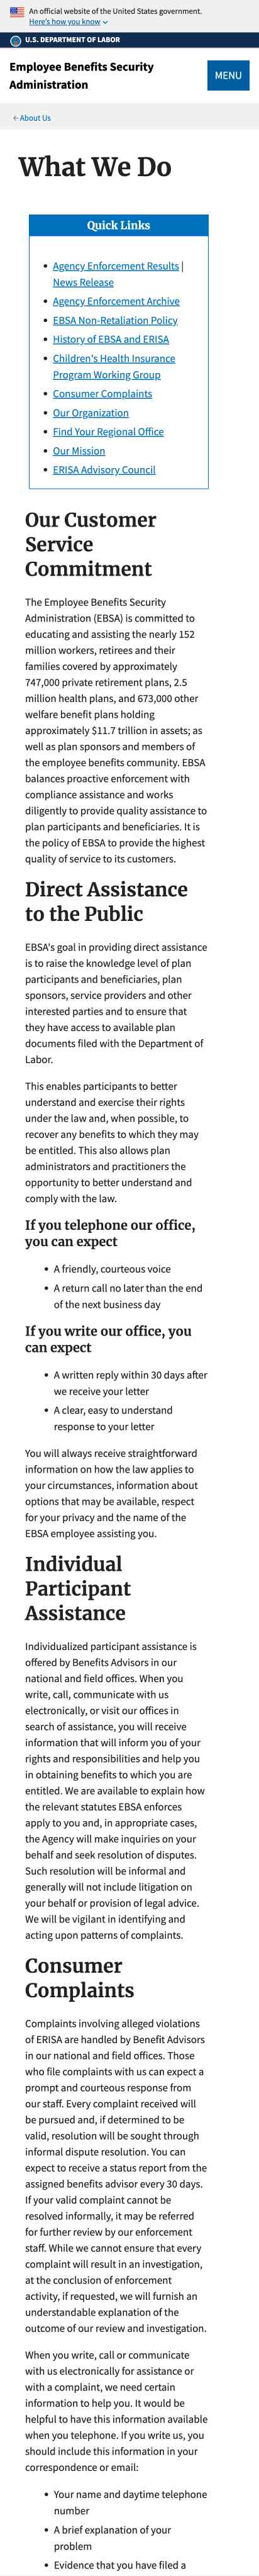 An official website of the United States government.
Here's how you know
U.S. DEPARTMENT OF LABOR
Employee Benefits Security
Administration
MENU
← About Us
What We Do
Quick Links
• Agency Enforcement Results |
News Release
• Agency Enforcement Archive
• EBSA Non-Retaliation Policy
• History of EBSA and ERISA
• Children's Health Insurance
Program Working Group
• Consumer Complaints
• Our Organization
• Find Your Regional Office
• Our Mission
• ERISA Advisory Council
Our Customer
Service
Commitment
The Employee Benefits Security
Administration (EBSA) is committed to
educating and assisting the nearly 152
million workers, retirees and their
families covered by approximately
747,000 private retirement plans, 2.5
million health plans, and 673,000 other
welfare benefit plans holding
approximately $11.7 trillion in assets; as
well as plan sponsors and members of
the employee benefits community. EBSA
balances proactive enforcement with
compliance assistance and works
diligently to provide quality assistance to
plan participants and beneficiaries. It is
the policy of EBSA to provide the highest
quality of service to its customers.
Direct Assistance
to the Public
EBSA's goal in providing direct assistance
is to raise the knowledge level of plan
participants and beneficiaries, plan
sponsors, service providers and other
interested parties and to ensure that
they have access to available plan
documents filed with the Department of
Labor.
This enables participants to better
understand and exercise their rights
under the law and, when possible, to
recover any benefits to which they may
be entitled. This also allows plan
administrators and practitioners the
opportunity to better understand and
comply with the law.
If you telephone our office,
you can expect
• A friendly, courteous voice
• A return call no later than the end
of the next business day
If you write our office, you
can expect
• A written reply within 30 days after
we receive your letter
• A clear, easy to understand
response to your letter
You will always receive straightforward
information on how the law applies to
your circumstances, information about
options that may be available, respect
for your privacy and the name of the
EBSA employee assisting you.
Individual
Participant
Assistance
Individualized participant assistance is
offered by Benefits Advisors in our
national and field offices. When you
write, call, communicate with us
electronically, or visit our offices in
search of assistance, you will receive
information that will inform you of your
rights and responsibilities and help you
in obtaining benefits to which you are
entitled. We are available to explain how
the relevant statutes EBSA enforces
apply to you and, in appropriate cases,
the Agency will make inquiries on your
behalf and seek resolution of disputes.
Such resolution will be informal and
generally will not include litigation on
your behalf or provision of legal advice.
We will be vigilant in identifying and
acting upon patterns of complaints.
Consumer
Complaints
Complaints involving alleged violations
of ERISA are handled by Benefit Advisors
in our national and field offices. Those
who file complaints with us can expect a
prompt and courteous response from
our staff. Every complaint received will
be pursued and, if determined to be
valid, resolution will be sought through
informal dispute resolution. You can
expect to receive a status report from the
assigned benefits advisor every 30 days.
If your valid complaint cannot be
resolved informally, it may be referred
for further review by our enforcement
staff. While we cannot ensure that every
complaint will result in an investigation,
at the conclusion of enforcement
activity, if requested, we will furnish an
understandable explanation of the
outcome of our review and investigation.
When you write, call or communicate
with us electronically for assistance or
with a complaint, we need certain
information to help you. It would be
helpful to have this information available
when you telephone. If you write us, you
should include this information in your
correspondence or email:
• Your name and daytime telephone
number
• A brief explanation of your
problem
• Evidence that you have filed a